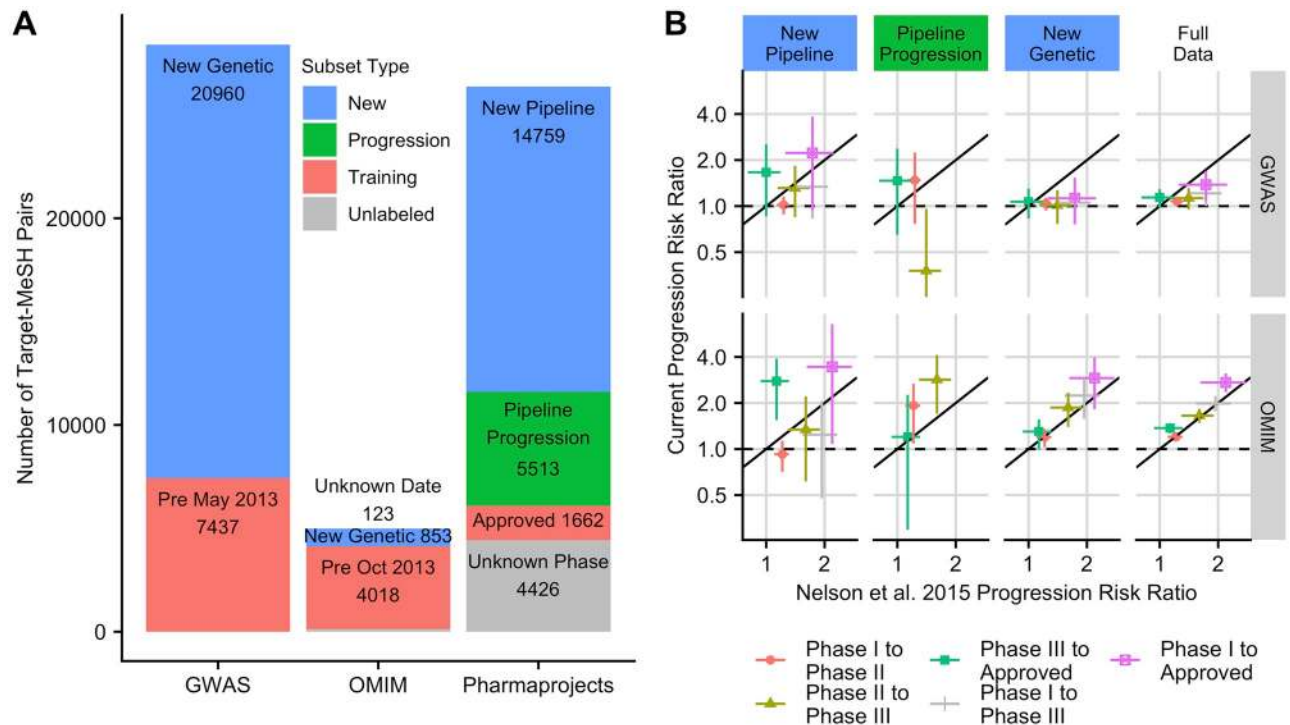 A
Number of Target-MeSH Pairs
20000
10000
0
New Genetic
20960
Pre May 2013
7437
GWAS
Unknown Date
123
New Genetic 853
Pre Oct 2013
4018
OMIM
New Pipeline
14759
Pipeline
Progression
5513
Approved 1662
Unknown Phase
4426
Pharmaprojects
Subset Type
New
Progression
Training
Unlabeled
B
New
Pipeline
Pipeline
Progression
New
Genetic
Full
Data
Current Progression Risk Ratio
4.0
2.0
1.0
0.5
GWAS
4.0
2.0
1.0
0.5
OMIM
1 2 1 2 1 2 1 2
Nelson et al. 2015 Progression Risk Ratio
Phase I to
Phase II
Phase III to
Approved
Phase I to
Approved
Phase II to
Phase III
Phase I to
Phase III